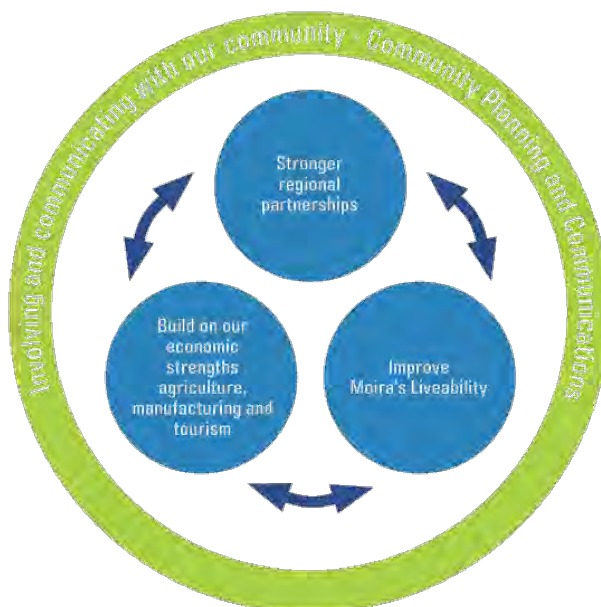 Involving and communicating with our community - Community Planning and Communications
Stronger
regional
partnerships
Build on our
economic
strengths
agriculture,
manufacturing and
tourism
Improve
Moira's Liveability